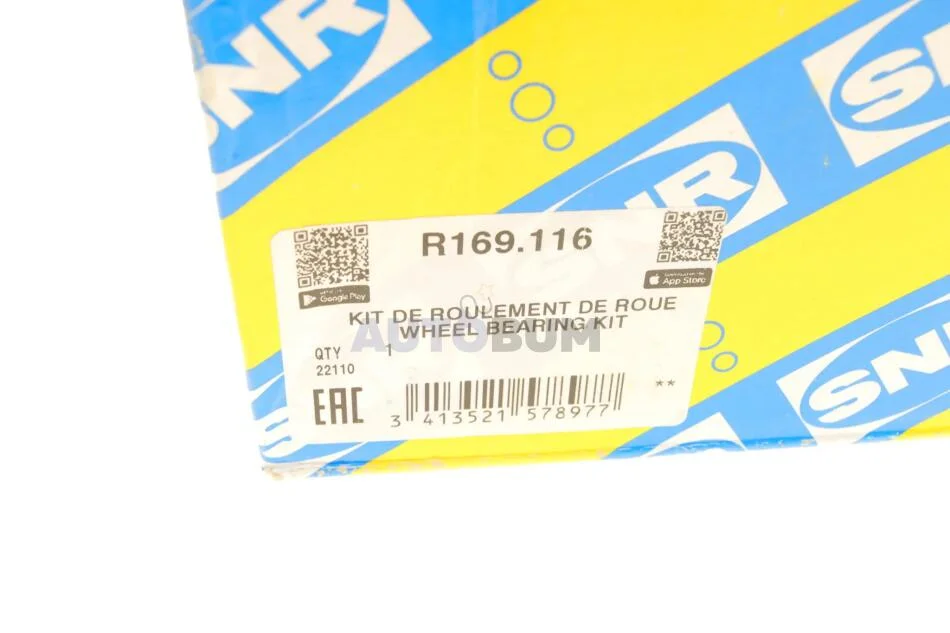 SNR
SNR
S
R169.116
SNR
Google Play
App Store
KIT DE ROULEMENT DE ROUE
WHEEL BEARING KIT
AUTOBUM
QTY 1
22110
EAC
3 413521 578977 **
SNR
S